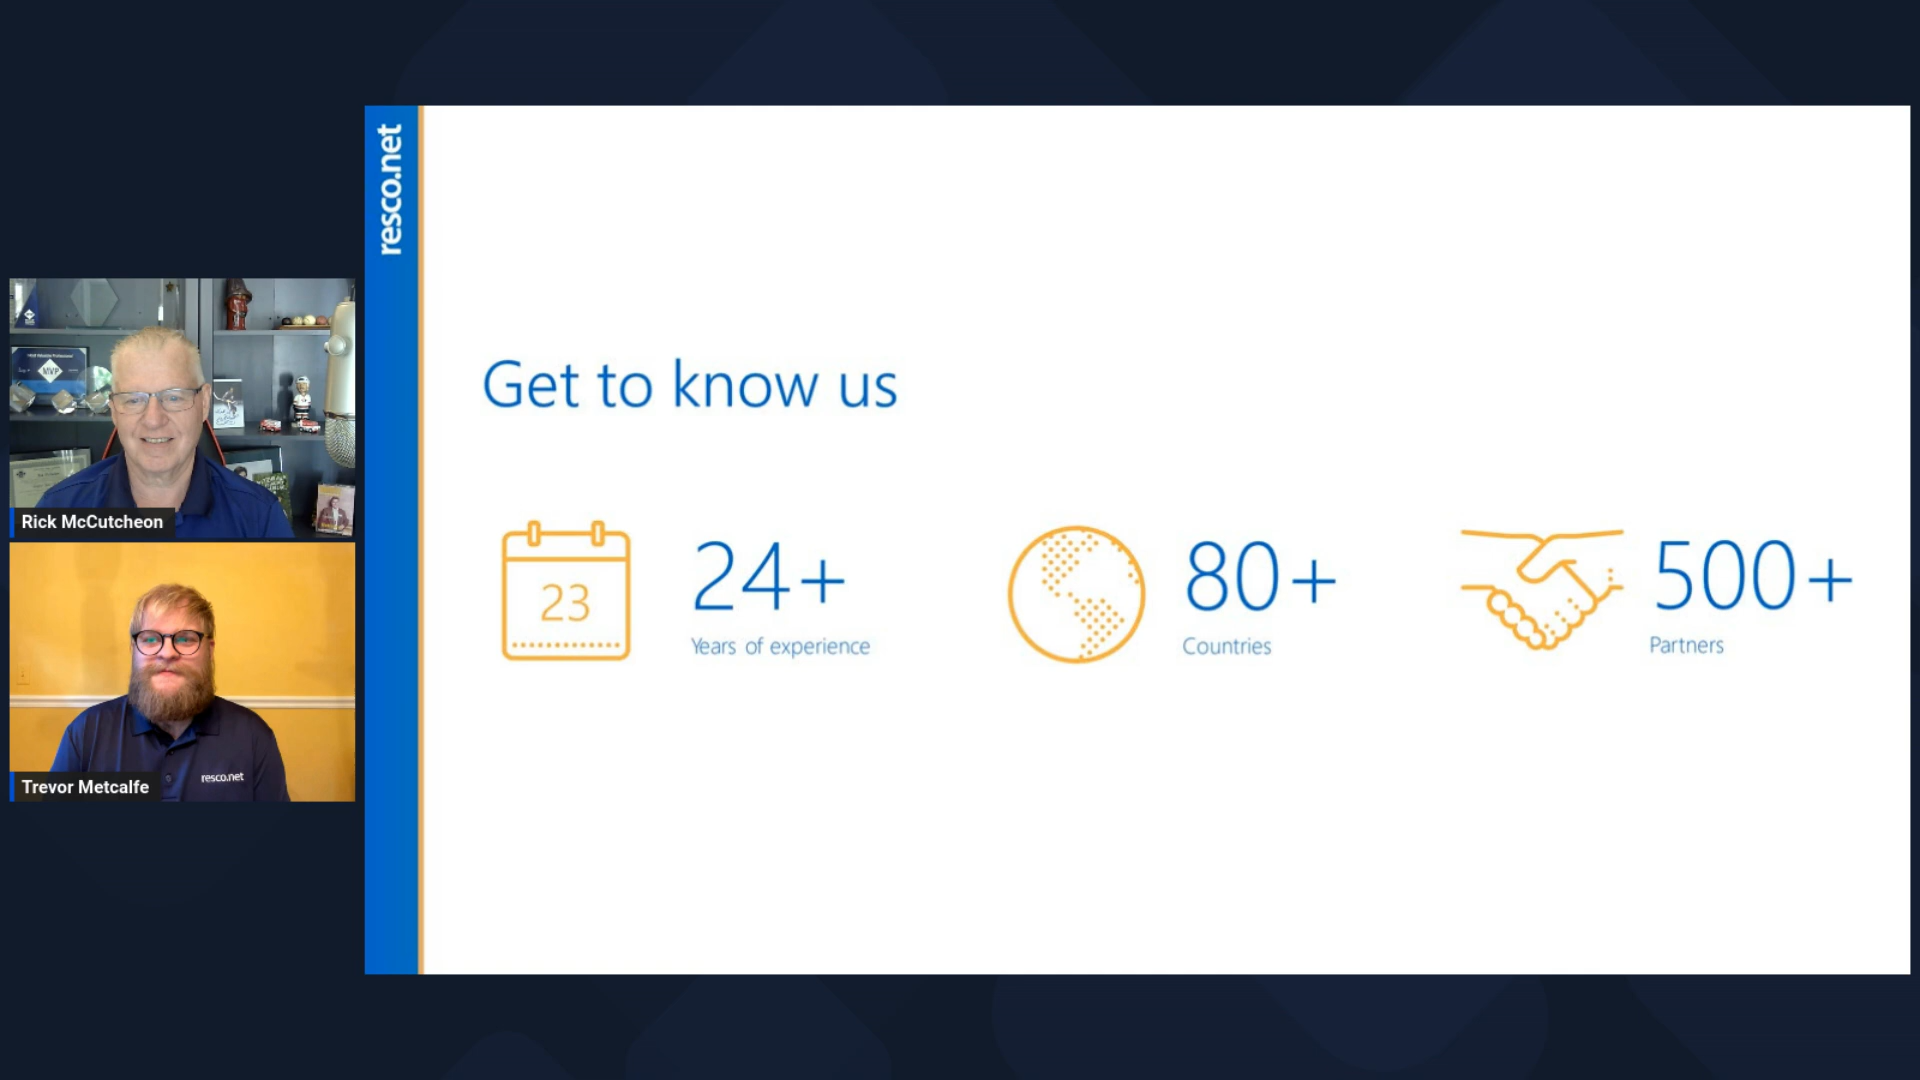 resco.net
Get to know us
23
24+
Years of experience
80+
Countries
500+
Partners
MVP
Rick McCutcheon
resco.net
Trevor Metcalfe